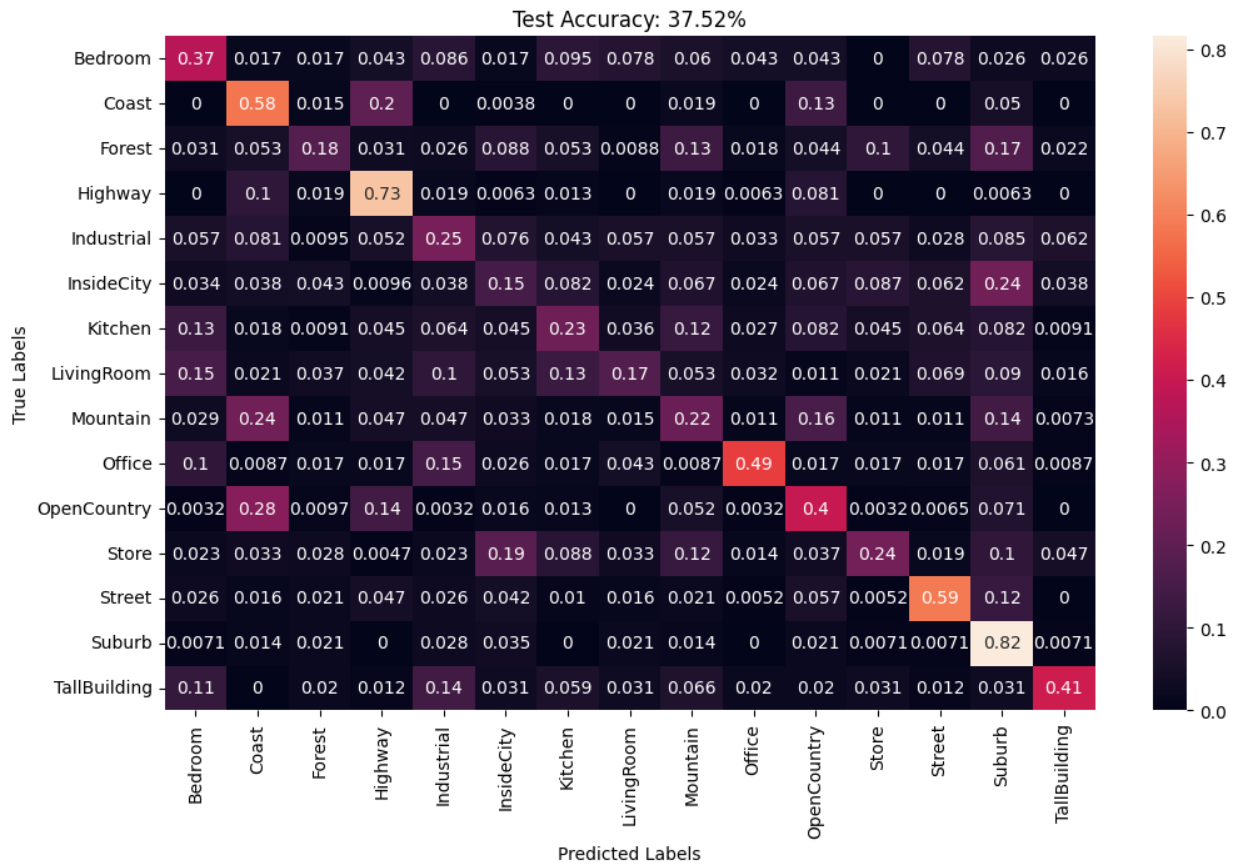 Test Accuracy: 37.52%
Bedroom 0.37 0.017 0.017 0.043 0.086 0.017 0.095 0.078 0.06 0.043 0.043 0 0.078 0.026 0.026
Coast 0 0.58 0.015 0.2 0 0.0038 0 0 0.019 0 0.13 0 0 0.05 0
Forest 0.031 0.053 0.18 0.031 0.026 0.088 0.053 0.0088 0.13 0.018 0.044 0.1 0.044 0.17 0.022
Highway 0 0.1 0.019 0.73 0.019 0.0063 0.013 0 0.019 0.0063 0.081 0 0 0.0063 0
Industrial 0.057 0.081 0.0095 0.052 0.25 0.076 0.043 0.057 0.057 0.033 0.057 0.057 0.028 0.085 0.062
InsideCity 0.034 0.038 0.043 0.0096 0.038 0.15 0.082 0.024 0.067 0.024 0.067 0.087 0.062 0.24 0.038
Kitchen 0.13 0.018 0.0091 0.045 0.064 0.045 0.23 0.036 0.12 0.027 0.082 0.045 0.064 0.082 0.0091
LivingRoom 0.15 0.021 0.037 0.042 0.1 0.053 0.13 0.17 0.053 0.032 0.011 0.021 0.069 0.09 0.016
Mountain 0.029 0.24 0.011 0.047 0.047 0.033 0.018 0.015 0.22 0.011 0.16 0.011 0.011 0.14 0.0073
Office 0.1 0.0087 0.017 0.017 0.15 0.026 0.017 0.043 0.0087 0.49 0.017 0.017 0.017 0.061 0.0087
OpenCountry 0.0032 0.28 0.0097 0.14 0.0032 0.016 0.013 0 0.052 0.0032 0.4 0.0032 0.0065 0.071 0
Store 0.023 0.033 0.028 0.0047 0.023 0.19 0.088 0.033 0.12 0.014 0.037 0.24 0.019 0.1 0.047
Street 0.026 0.016 0.021 0.047 0.026 0.042 0.01 0.016 0.021 0.0052 0.057 0.0052 0.59 0.12 0
Suburb 0.0071 0.014 0.021 0 0.028 0.035 0 0.021 0.014 0 0.021 0.0071 0.0071 0.82 0.0071
TallBuilding 0.11 0 0.02 0.012 0.14 0.031 0.059 0.031 0.066 0.02 0.02 0.031 0.012 0.031 0.41
True Labels
Bedroom Coast Forest Highway Industrial InsideCity Kitchen LivingRoom Mountain Office OpenCountry Store Street Suburb TallBuilding
Predicted Labels
0.8
0.7
0.6
0.5
0.4
0.3
0.2
0.1
0.0